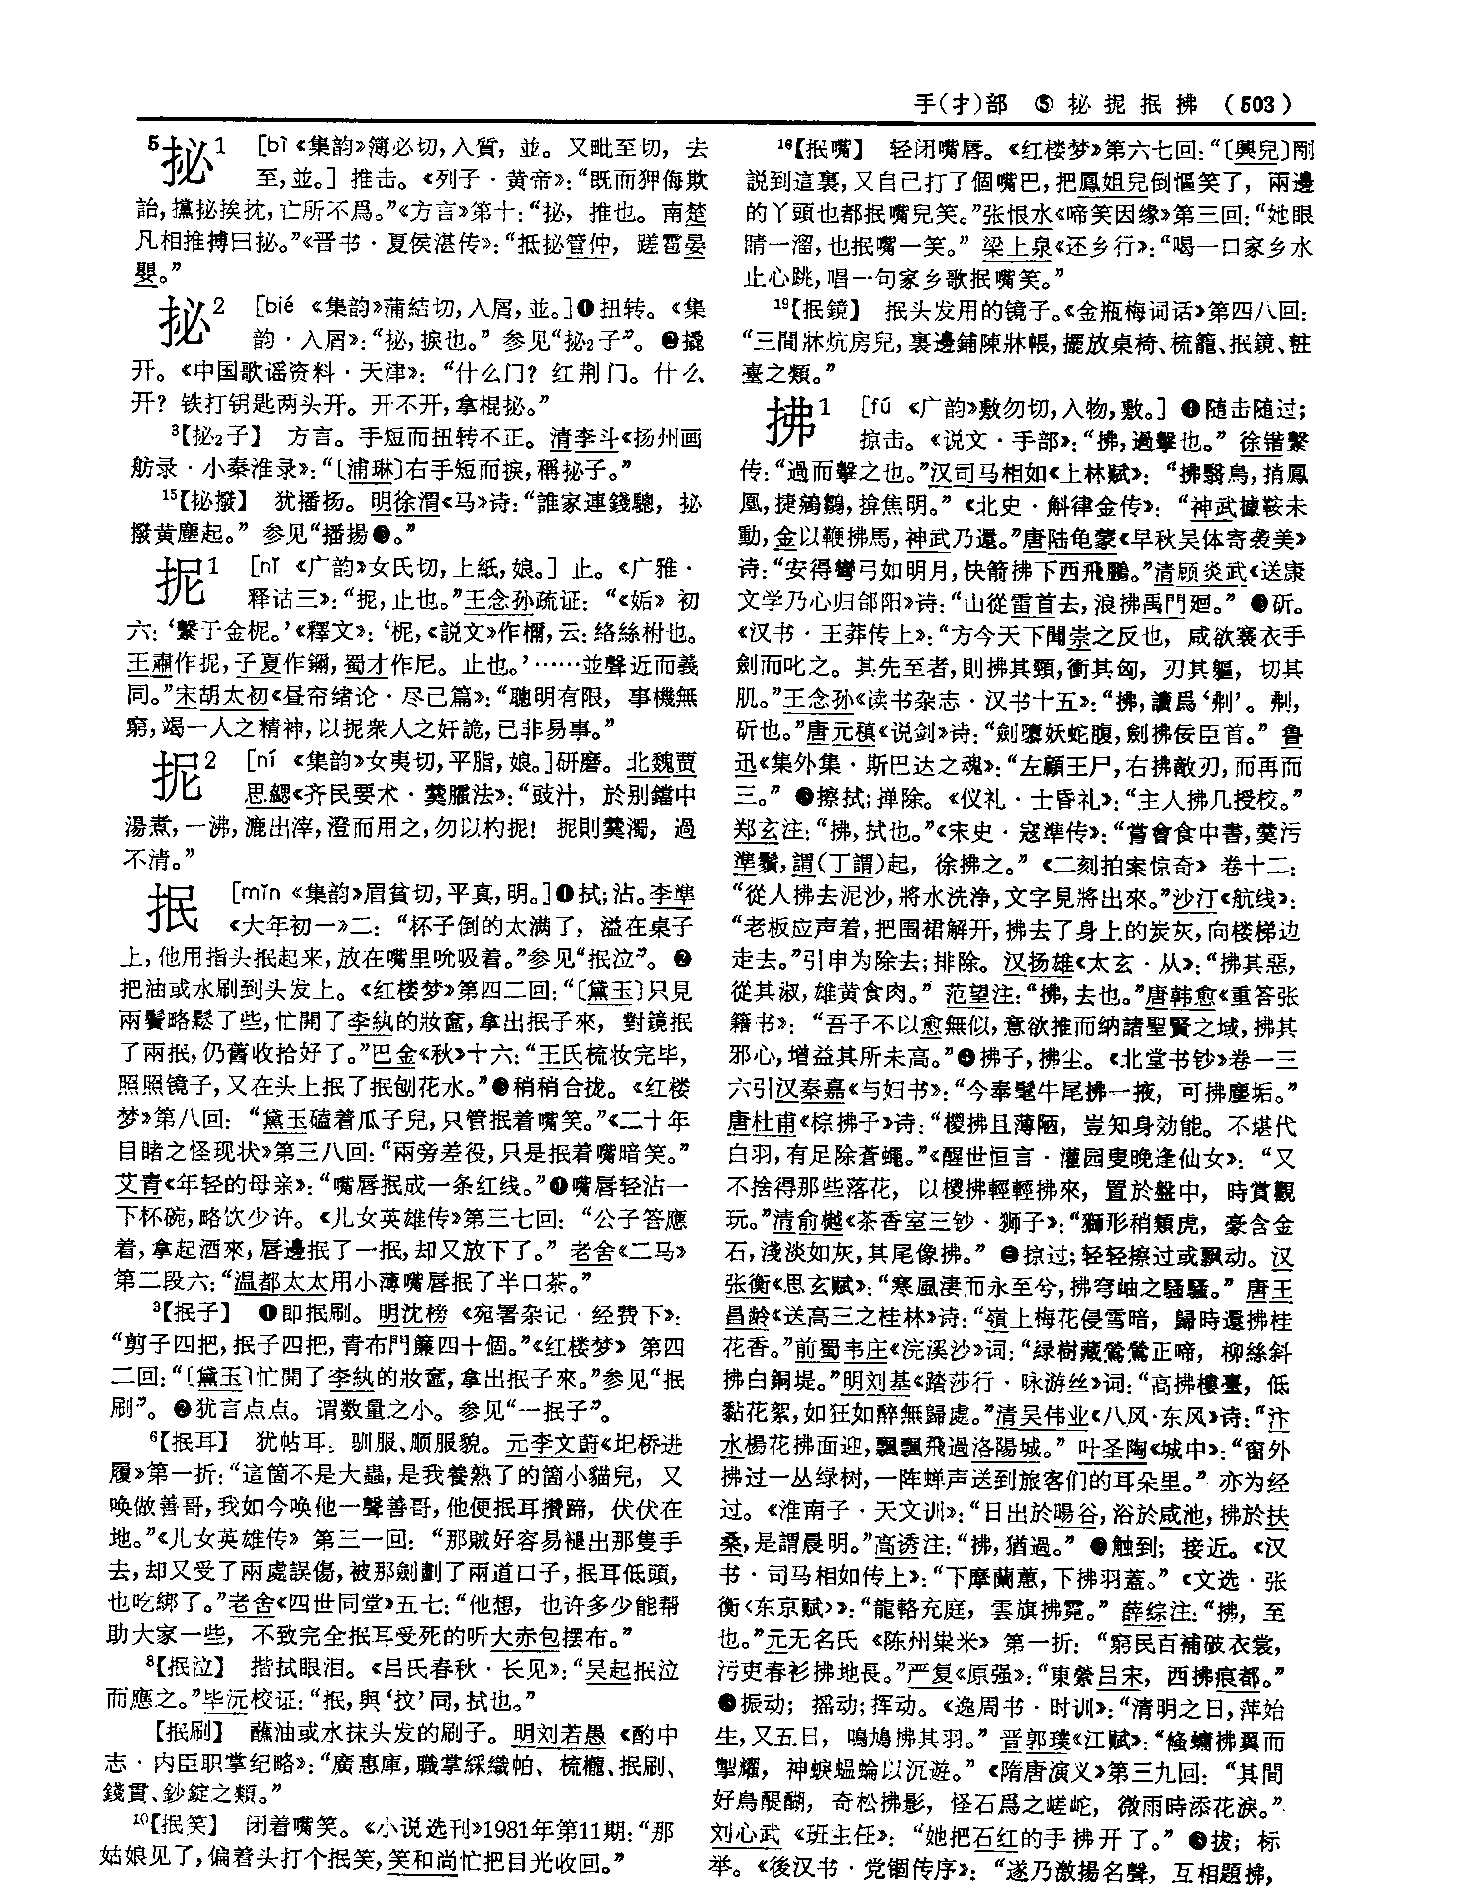 手(扌)部 ⑤ 㧙 抳 抿 拂 (503)
⁵㧙¹ [bì《集韵》簿必切,入質,並。又毗至切,去
至,並。] 推击。《列子·黄帝》:“既而狎侮欺
詒,攩㧙挨抌,亡所不爲。”《方言》第十:“㧙,推也。南楚
凡相推搏曰㧙。”《晋书·夏侯湛传》:“抵㧙管仲,蹉雹晏
嬰。”
㧙² [bié 《集韵》蒲結切,入屑,並。]❶扭转。《集
韵·入屑》:“㧙,捩也。”参见“㧙₂子”。❷撬
开。《中国歌谣资料·天津》:“什么门?红荆门。什么
开?铁打钥匙两头开。开不开,拿棍㧙。”
³【㧙₂子】 方言。手短而扭转不正。清李斗《扬州画
舫录·小秦淮录》:“〔浦琳〕右手短而捩,稱㧙子。”
¹⁵【㧙撥】 犹播扬。明徐渭《马》诗:“誰家連錢驄,㧙
撥黄塵起。”参见“播揚❸。”
抳¹ [nǐ 《广韵》女氏切,上紙,娘。] 止。《广雅·
释诂三》:“抳,止也。”王念孙疏证:“《姤》初
六:‘繫于金柅。’《釋文》:‘柅,《説文》作檷,云:絡絲柎也。
王肅作抳,子夏作鑈,蜀才作尼。止也。’……並聲近而義
同。”宋胡太初《昼帘绪论·尽己篇》:“聰明有限,事機無
窮,竭一人之精神,以抳衆人之奸詭,已非易事。”
抳² [ní 《集韵》女夷切,平脂,娘。]研磨。北魏贾
思勰《齐民要术·羹臛法》:“豉汁,於别鐺中
湯煮,一沸,漉出滓,澄而用之,勿以杓抳!抳則羹濁,過
不清。”
抿 [mǐn 《集韵》眉貧切,平真,明。]❶拭;沾。李準
《大年初一》二:“杯子倒的太满了,溢在桌子
上,他用指头抿起来,放在嘴里吮吸着。”参见“抿泣”。❷
把油或水刷到头发上。《红楼梦》第四二回:“〔黛玉〕只見
兩鬢略鬆了些,忙開了李紈的妝奩,拿出抿子來,對鏡抿
了兩抿,仍舊收拾好了。”巴金《秋》十六:“王氏梳妆完毕,
照照镜子,又在头上抿了抿刨花水。”❸稍稍合拢。《红楼
梦》第八回:“黛玉磕着瓜子兒,只管抿着嘴笑。”《二十年
目睹之怪现状》第三八回:“兩旁差役,只是抿着嘴暗笑。”
艾青《年轻的母亲》:“嘴唇抿成一条红线。”❹嘴唇轻沾一
下杯碗,略饮少许。《儿女英雄传》第三七回:“公子答應
着,拿起酒來,唇邊抿了一抿,却又放下了。”老舍《二马》
第二段六:“温都太太用小薄嘴唇抿了半口茶。”
³【抿子】 ❶即抿刷。明沈榜《宛署杂记·经费下》:
“剪子四把,抿子四把,青布門簾四十個。”《红楼梦》第四
二回:“〔黛玉〕忙開了李紈的妝奩,拿出抿子來。”参见“抿
刷”。❷犹言点点。谓数量之小。参见“一抿子”。
⁶【抿耳】 犹帖耳。驯服、顺服貌。元李文蔚《圯桥进
履》第一折:“這箇不是大蟲,是我養熟了的箇小貓兒,又
唤做善哥,我如今唤他一聲善哥,他便抿耳攢蹄,伏伏在
地。”《儿女英雄传》第三一回:“那賊好容易褪出那隻手
去,却又受了兩處誤傷,被那劍劃了兩道口子,抿耳低頭,
也吃綁了。”老舍《四世同堂》五七:“他想,也许多少能帮
助大家一些,不致完全抿耳受死的听大赤包摆布。”
⁸【抿泣】 揩拭眼泪。《吕氏春秋·长见》:“吴起抿泣
而應之。”毕沅校证:“抿,與‘抆’同,拭也。”
【抿刷】 蘸油或水抹头发的刷子。明刘若愚《酌中
志·内臣职掌纪略》:“廣惠庫,職掌綵織帕、梳櫳、抿刷、
錢貫、鈔錠之類。”
¹⁰【抿笑】 闭着嘴笑。《小说选刊》1981年第11期:“那
姑娘见了,偏着头打个抿笑,笑和尚忙把目光收回。”
¹⁶【抿嘴】 轻闭嘴唇。《红楼梦》第六七回:“〔興兒〕剛
説到這裏,又自己打了個嘴巴,把鳳姐兒倒慪笑了,兩邊
的丫頭也都抿嘴兒笑。”张恨水《啼笑因缘》第三回:“她眼
睛一溜,也抿嘴一笑。”梁上泉《还乡行》:“喝一口家乡水
止心跳,唱一句家乡歌抿嘴笑。”
¹⁹【抿鏡】 抿头发用的镜子。《金瓶梅词话》第四八回:
“三間牀炕房兒,裏邊鋪陳牀帳,擺放桌椅、梳籠、抿鏡、粧
臺之類。”
拂¹ [fú 《广韵》敷勿切,入物,敷。] ❶随击随过;
掠击。《说文·手部》:“拂,過擊也。”徐锴繫
传:“過而擊之也。”汉司马相如《上林赋》:“拂翳鳥,捎鳳
凰,捷鵷鶵,揜焦明。”《北史·斛律金传》:“神武據鞍未
動,金以鞭拂馬,神武乃還。”唐陆龟蒙《早秋吴体寄袭美》
诗:“安得彎弓如明月,快箭拂下西飛鵬。”清顾炎武《送康
文学乃心归郃阳》诗:“山從雷首去,浪拂禹門廻。”❷斫。
《汉书·王莽传上》:“方今天下聞崇之反也,咸欲褰衣手
劍而叱之。其先至者,則拂其頸,衝其匈,刃其軀,切其
肌。”王念孙《读书杂志·汉书十五》:“拂,讀爲‘刜’。刜,
斫也。”唐元稹《说剑》诗:“劍隳妖蛇腹,劍拂佞臣首。”鲁
迅《集外集·斯巴达之魂》:“左顧王尸,右拂敵刃,而再而
三。”❸擦拭;掸除。《仪礼·士昏礼》:“主人拂几授校。”
郑玄注:“拂,拭也。”《宋史·寇準传》:“嘗會食中書,羹污
準鬚,謂(丁謂)起,徐拂之。”《二刻拍案惊奇》卷十二:
“從人拂去泥沙,將水洗浄,文字見將出來。”沙汀《航线》:
“老板应声着,把围裙解开,拂去了身上的炭灰,向楼梯边
走去。”引申为除去;排除。汉扬雄《太玄·从》:“拂其惡,
從其淑,雄黄食肉。”范望注:“拂,去也。”唐韩愈《重答张
籍书》:“吾子不以愈無似,意欲推而納諸聖賢之域,拂其
邪心,增益其所未高。”❹拂子,拂尘。《北堂书钞》卷一三
六引汉秦嘉《与妇书》:“今奉髦牛尾拂一掖,可拂塵垢。”
唐杜甫《棕拂子》诗:“椶拂且薄陋,豈知身効能。不堪代
白羽,有足除蒼蠅。”《醒世恒言·灌园叟晚逢仙女》:“又
不捨得那些落花,以椶拂輕輕拂來,置於盤中,時賞觀
玩。”清俞樾《茶香室三钞·狮子》:“獅形稍類虎,豪含金
石,淺淡如灰,其尾像拂。”❺掠过;轻轻擦过或飘动。汉
张衡《思玄赋》:“寒風淒而永至兮,拂穹岫之騷騷。”唐王
昌龄《送高三之桂林》诗:“嶺上梅花侵雪暗,歸時還拂桂
花香。”前蜀韦庄《浣溪沙》词:“緑樹藏鶯鶯正啼,柳絲斜
拂白銅堤。”明刘基《踏莎行·咏游丝》词:“高拂樓臺,低
黏花絮,如狂如醉無歸處。”清吴伟业《八风·东风》诗:“汴
水楊花拂面迎,飄飄飛過洛陽城。”叶圣陶《城中》:“窗外
拂过一丛绿树,一阵蝉声送到旅客们的耳朵里。”亦为经
过。《淮南子·天文训》:“日出於暘谷,浴於咸池,拂於扶
桑,是謂晨明。”高诱注:“拂,猶過。”❻触到;接近。《汉
书·司马相如传上》:“下摩蘭蕙,下拂羽蓋。”《文选·张
衡〈东京赋〉》:“龍輅充庭,雲旗拂霓。”薛综注:“拂,至
也。”元无名氏《陈州粜米》第一折:“窮民百補破衣裳,
污吏春衫拂地長。”严复《原强》:“東縈吕宋,西拂痕都。”
❼振动;摇动;挥动。《逸周书·时训》:“清明之日,萍始
生,又五日,鳴鳩拂其羽。”晋郭璞《江赋》:“鯈䗤拂翼而
掣耀,神蜧蝹蜦以沉遊。”《隋唐演义》第三九回:“其間
好鳥醍醐,奇松拂影,怪石爲之嵯岮,微雨時添花淚。”
刘心武《班主任》:“她把石红的手拂开了。”❽拔;标
举。《後汉书·党锢传序》:“遂乃激揚名聲,互相題拂,